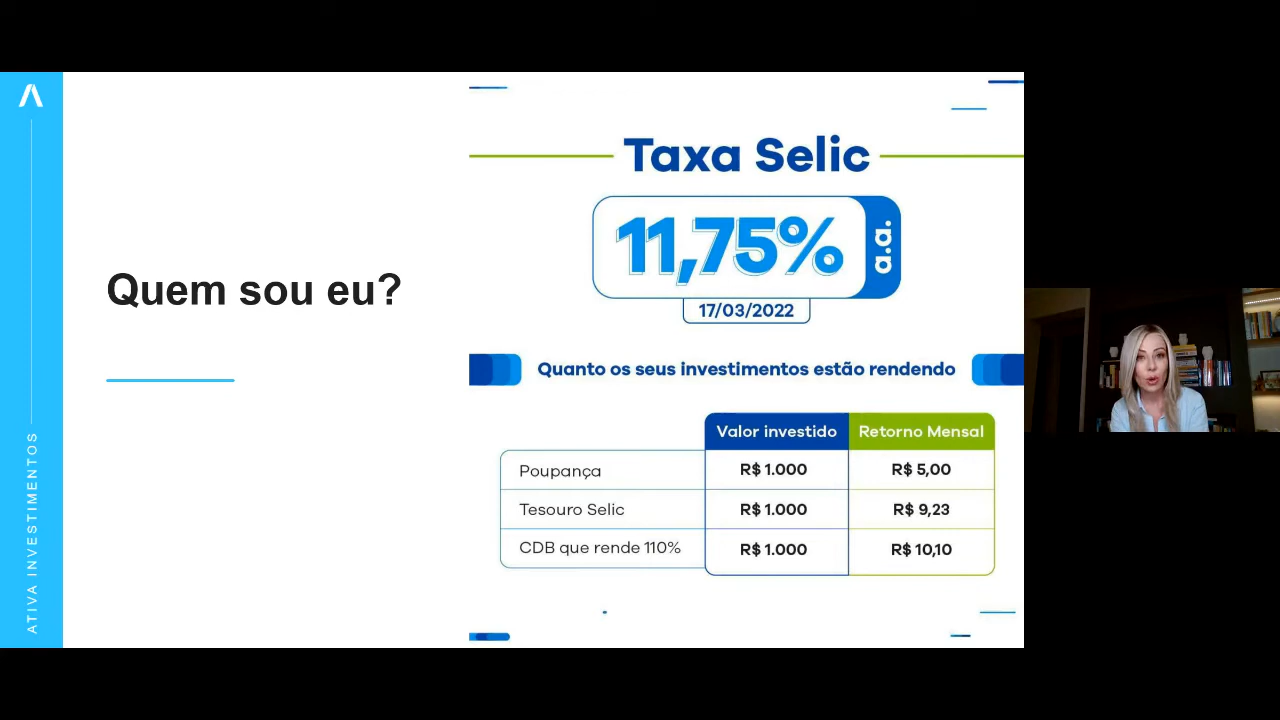 ATIVA INVESTIMENTOS
Quem sou eu?
Taxa Selic
11,75% a.a.
17/03/2022
Quanto os seus investimentos estão rendendo
Valor investido Retorno Mensal
Poupança R$ 1.000 R$ 5,00
Tesouro Selic R$ 1.000 R$ 9,23
CDB que rende 110% R$ 1.000 R$ 10,10